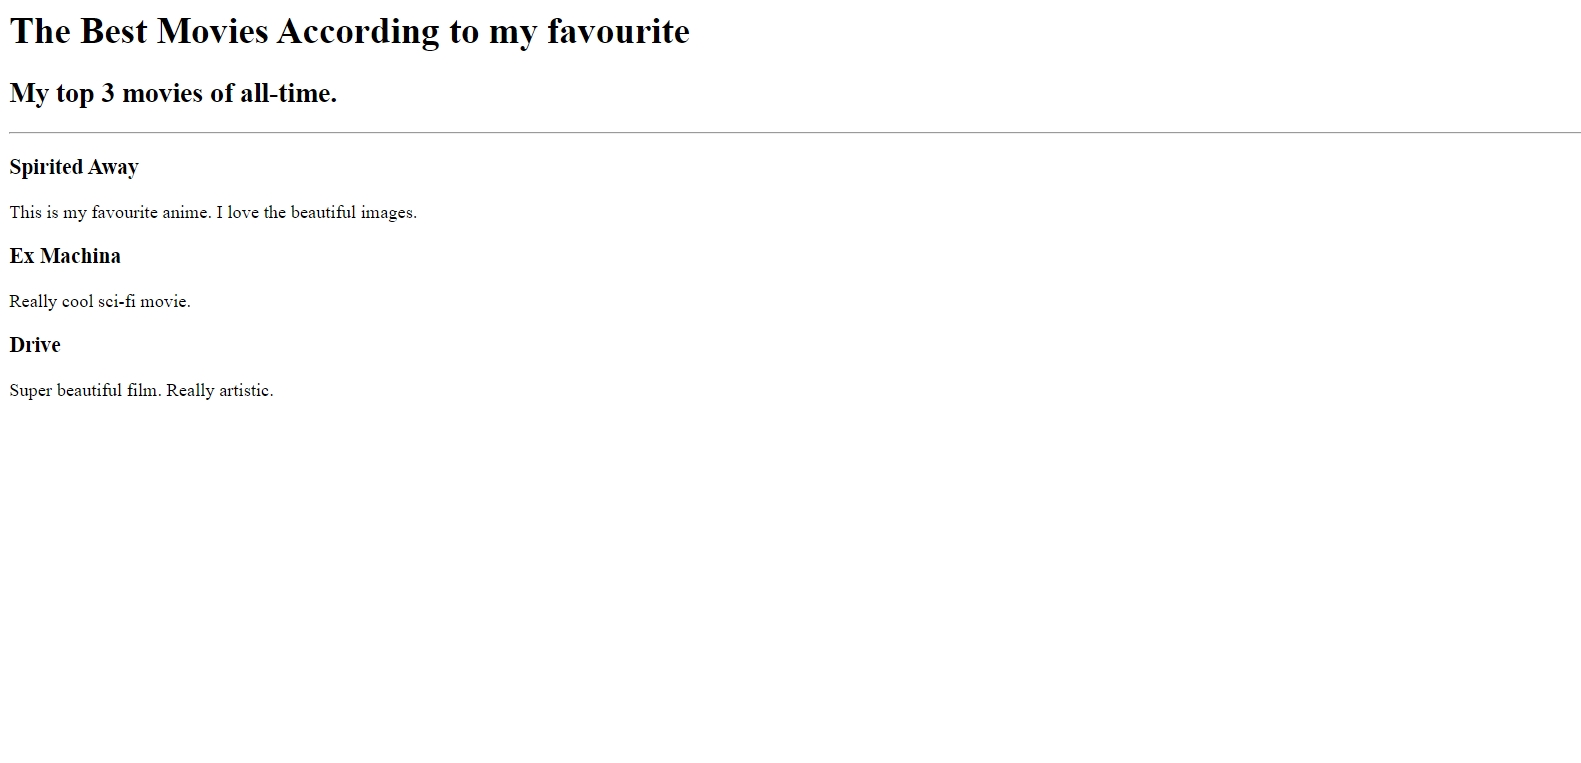 The Best Movies According to my favourite
My top 3 movies of all-time.
Spirited Away
This is my favourite anime. I love the beautiful images.
Ex Machina
Really cool sci-fi movie.
Drive
Super beautiful film. Really artistic.